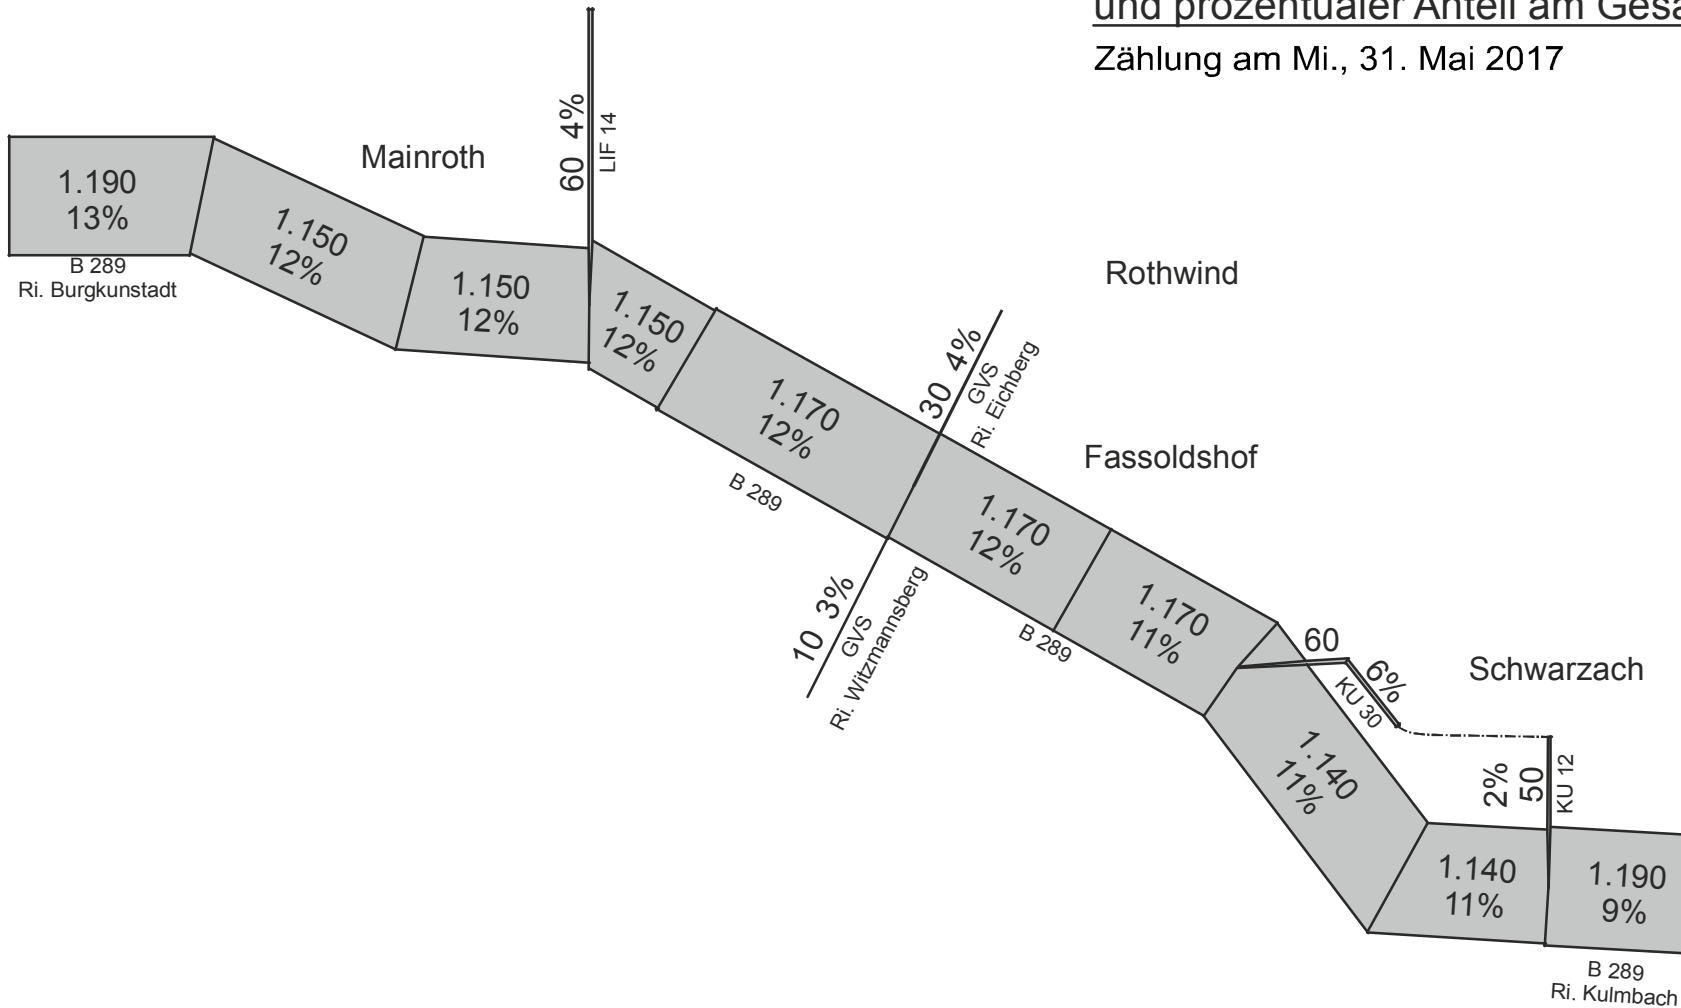 und prozentualer Anteil am
Zählung am Mi., 31. Mai 2017
Mainroth
60 4%
LIF 14
1.190
13%
B 289
Ri. Burgkunstadt
1.150
12%
1.150
12%
1.150
12%
Rothwind
30 4%
GVS
Ri. Eichberg
1.170
12%
B 289
Fassoldshof
1.170
12%
10 3%
GVS
Ri. Witzmannsberg
1.170
11%
B 289
60
6%
KU 30
Schwarzach
1.140
11%
2%
50
KU 12
1.140
11%
1.190
9%
B 289
Ri. Kulmbach